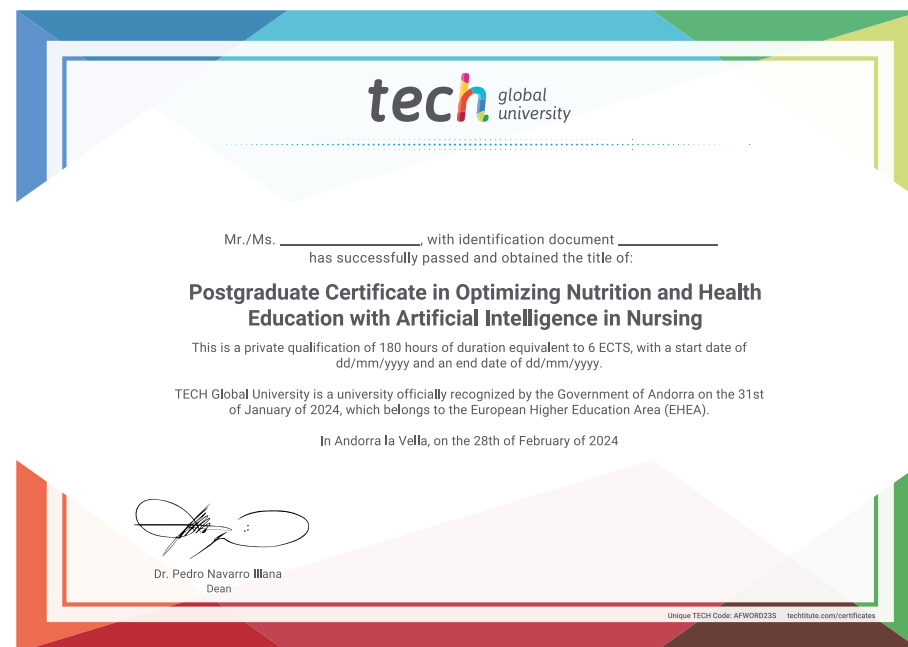 tech global university
Mr./Ms. ____________________, with identification document ______________
has successfully passed and obtained the title of:
Postgraduate Certificate in Optimizing Nutrition and Health
Education with Artificial Intelligence in Nursing
This is a private qualification of 180 hours of duration equivalent to 6 ECTS, with a start date of
dd/mm/yyyy and an end date of dd/mm/yyyy.
TECH Global University is a university officially recognized by the Government of Andorra on the 31st
of January of 2024, which belongs to the European Higher Education Area (EHEA).
In Andorra la Vella, on the 28th of February of 2024
Dr. Pedro Navarro Illana
Dean
Unique TECH Code: AFWORD23S techtitute.com/certificates